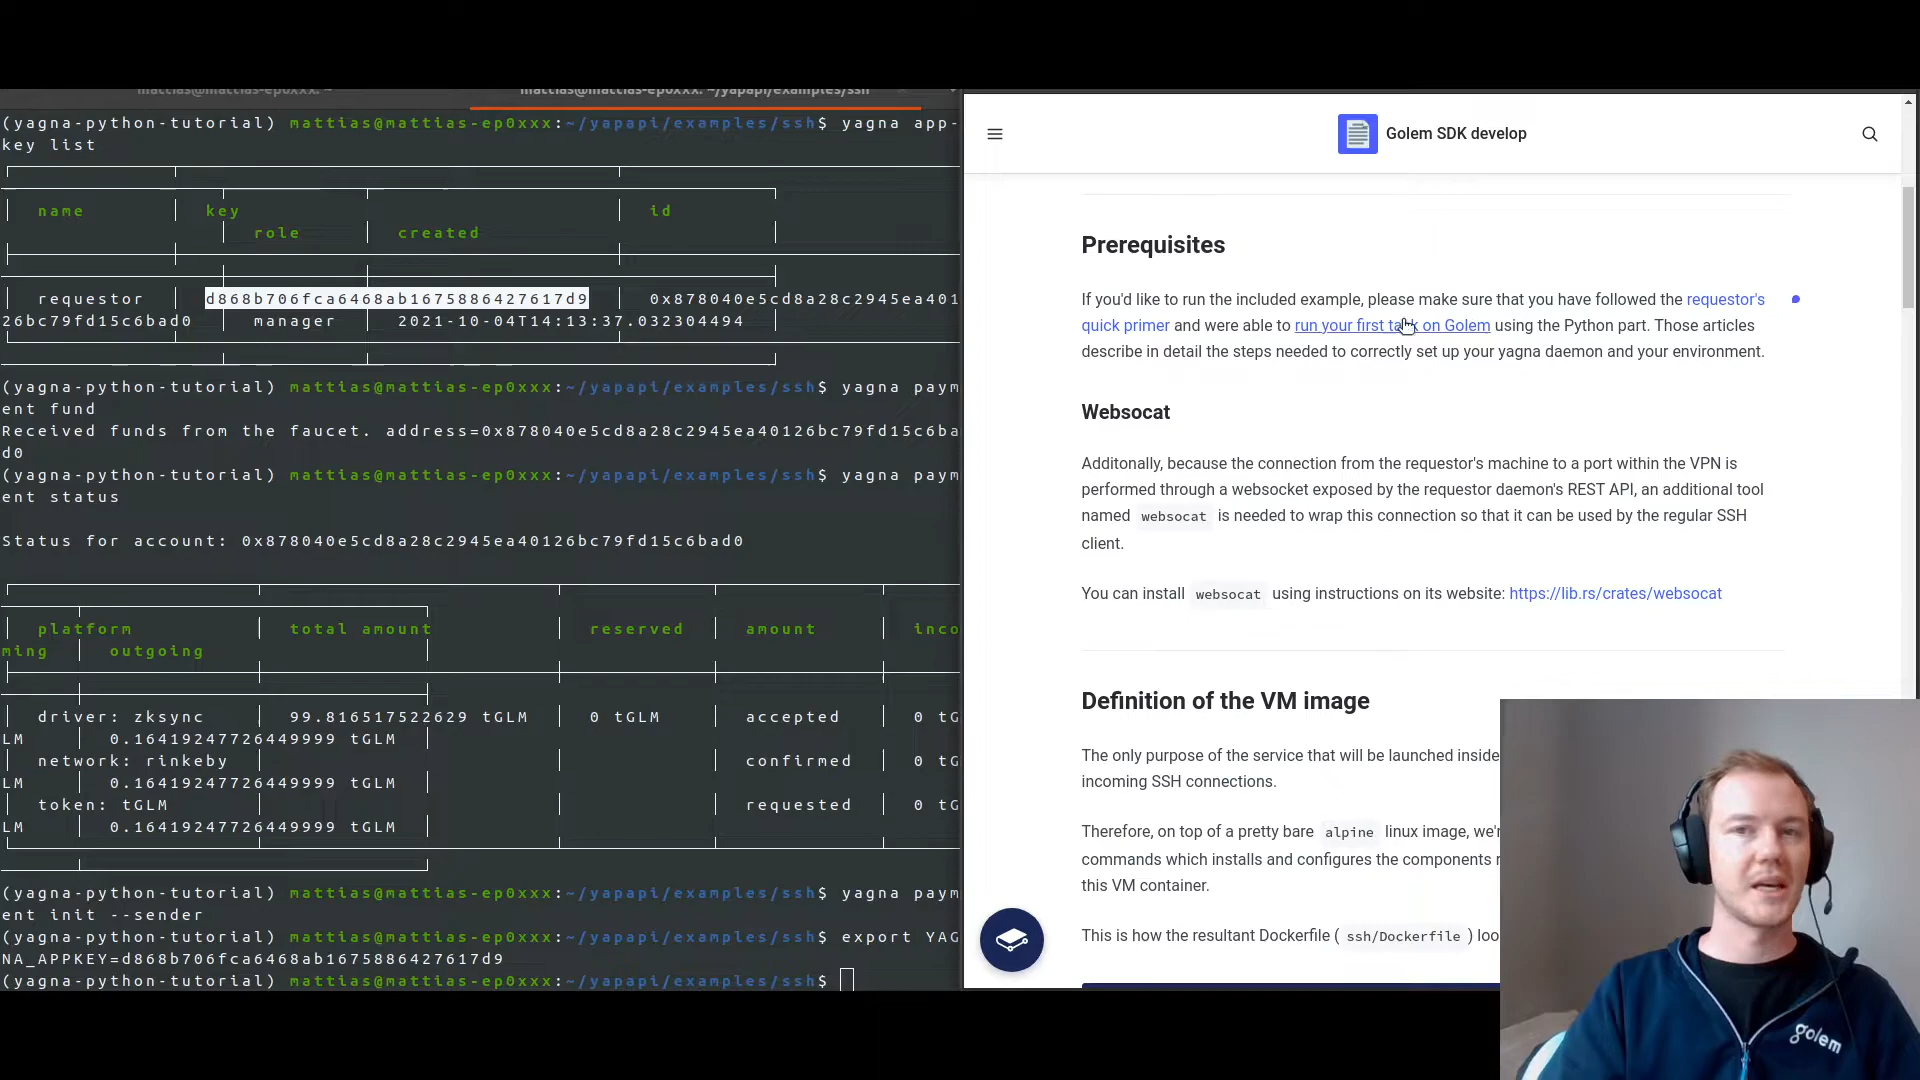 mattias@mattias-ep0xxx: ~
mattias@mattias-ep0xxx: ~/yapapi/examples/ssh
(yagna-python-tutorial) mattias@mattias-ep0xxx:~/yapapi/examples/ssh$ yagna app-
key list
name key id
role created
requestor d868b706fca6468ab1675886427617d9 0x878040e5cd8a28c2945ea401
26bc79fd15c6bad0 manager 2021-10-04T14:13:37.032304494
(yagna-python-tutorial) mattias@mattias-ep0xxx:~/yapapi/examples/ssh$ yagna paym
ent fund
Received funds from the faucet. address=0x878040e5cd8a28c2945ea40126bc79fd15c6ba
d0
(yagna-python-tutorial) mattias@mattias-ep0xxx:~/yapapi/examples/ssh$ yagna paym
ent status
Status for account: 0x878040e5cd8a28c2945ea40126bc79fd15c6bad0
platform total amount reserved amount inco
ming outgoing
driver: zksync 99.816517522629 tGLM 0 tGLM accepted 0 tG
LM 0.16419247726449999 tGLM
network: rinkeby confirmed 0 tG
LM 0.16419247726449999 tGLM
token: tGLM requested 0 tG
LM 0.16419247726449999 tGLM
(yagna-python-tutorial) mattias@mattias-ep0xxx:~/yapapi/examples/ssh$ yagna paym
ent init --sender
(yagna-python-tutorial) mattias@mattias-ep0xxx:~/yapapi/examples/ssh$ export YAG
NA_APPKEY=d868b706fca6468ab1675886427617d9
(yagna-python-tutorial) mattias@mattias-ep0xxx:~/yapapi/examples/ssh$
Golem SDK develop
Prerequisites
If you'd like to run the included example, please make sure that you have followed the requestor's
quick primer and were able to run your first task on Golem using the Python part. Those articles
describe in detail the steps needed to correctly set up your yagna daemon and your environment.
Websocat
Additonally, because the connection from the requestor's machine to a port within the VPN is
performed through a websocket exposed by the requestor daemon's REST API, an additional tool
named websocat is needed to wrap this connection so that it can be used by the regular SSH
client.
You can install websocat using instructions on its website: https://lib.rs/crates/websocat
Definition of the VM image
The only purpose of the service that will be launched inside
incoming SSH connections.
Therefore, on top of a pretty bare alpine linux image, we'r
commands which installs and configures the components
this VM container.
This is how the resultant Dockerfile ( ssh/Dockerfile ) loo
golem